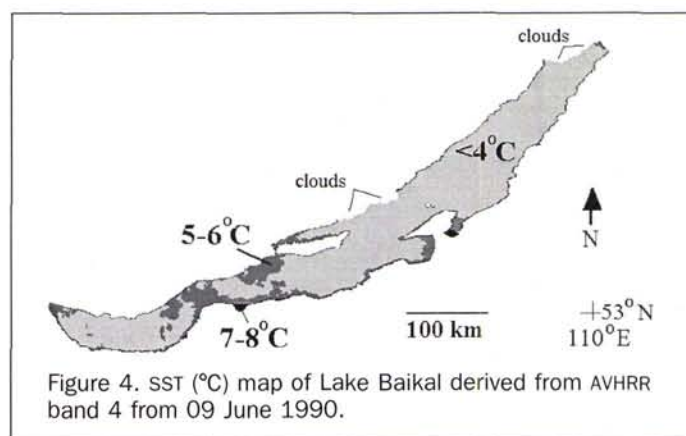 clouds
<4°C
clouds
5-6°C
N
7-8°C
100 km
+53°N
110°E
Figure 4. SST (°C) map of Lake Baikal derived from AVHRR
band 4 from 09 June 1990.